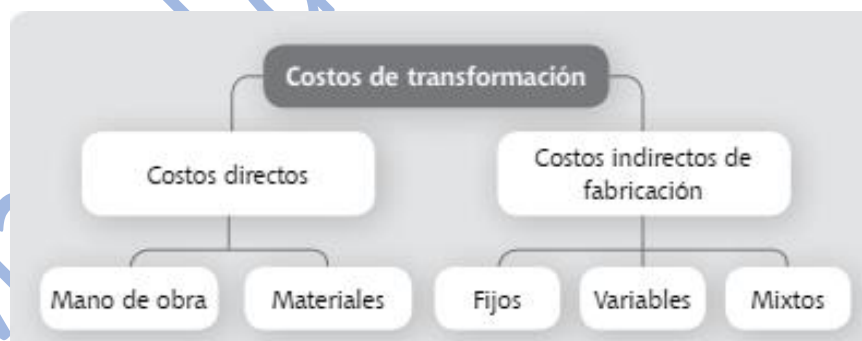 Costos de transformación
Costos directos
Costos indirectos de
fabricación
Mano de obra
Materiales
Fijos
Variables
Mixtos